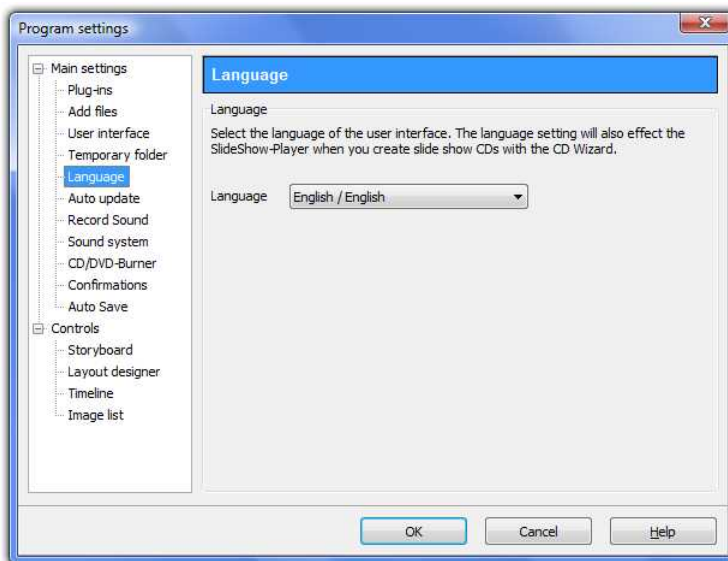 Program settings
Main settings
Plug-ins
Add files
User interface
Temporary folder
Language
Auto update
Record Sound
Sound system
CD/DVD-Burner
Confirmations
Auto Save
Controls
Storyboard
Layout designer
Timeline
Image list
Language
Language
Select the language of the user interface. The language setting will also effect the
SlideShow-Player when you create slide show CDs with the CD Wizard.
Language English / English
OK Cancel Help